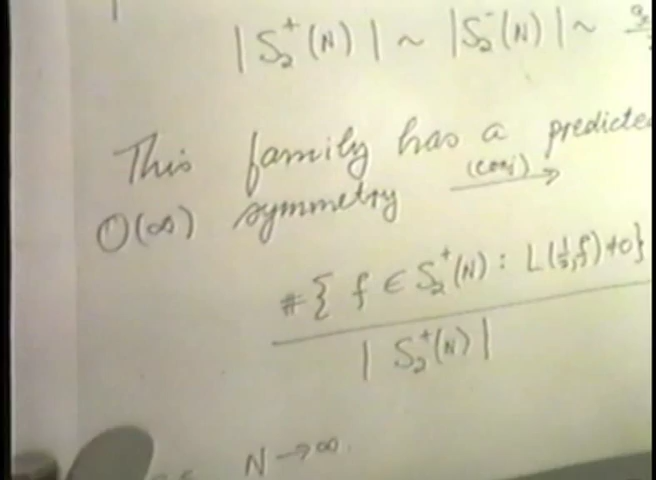 |S₂⁺(N)| ~ |S₂⁻(N)| ~
This family has a predicte
O(∞) symmetry (conj) →
#{ f ∈ S₂⁺(N) : L(½,f) ≠ 0}
| S₂⁺(N) |
N → ∞.